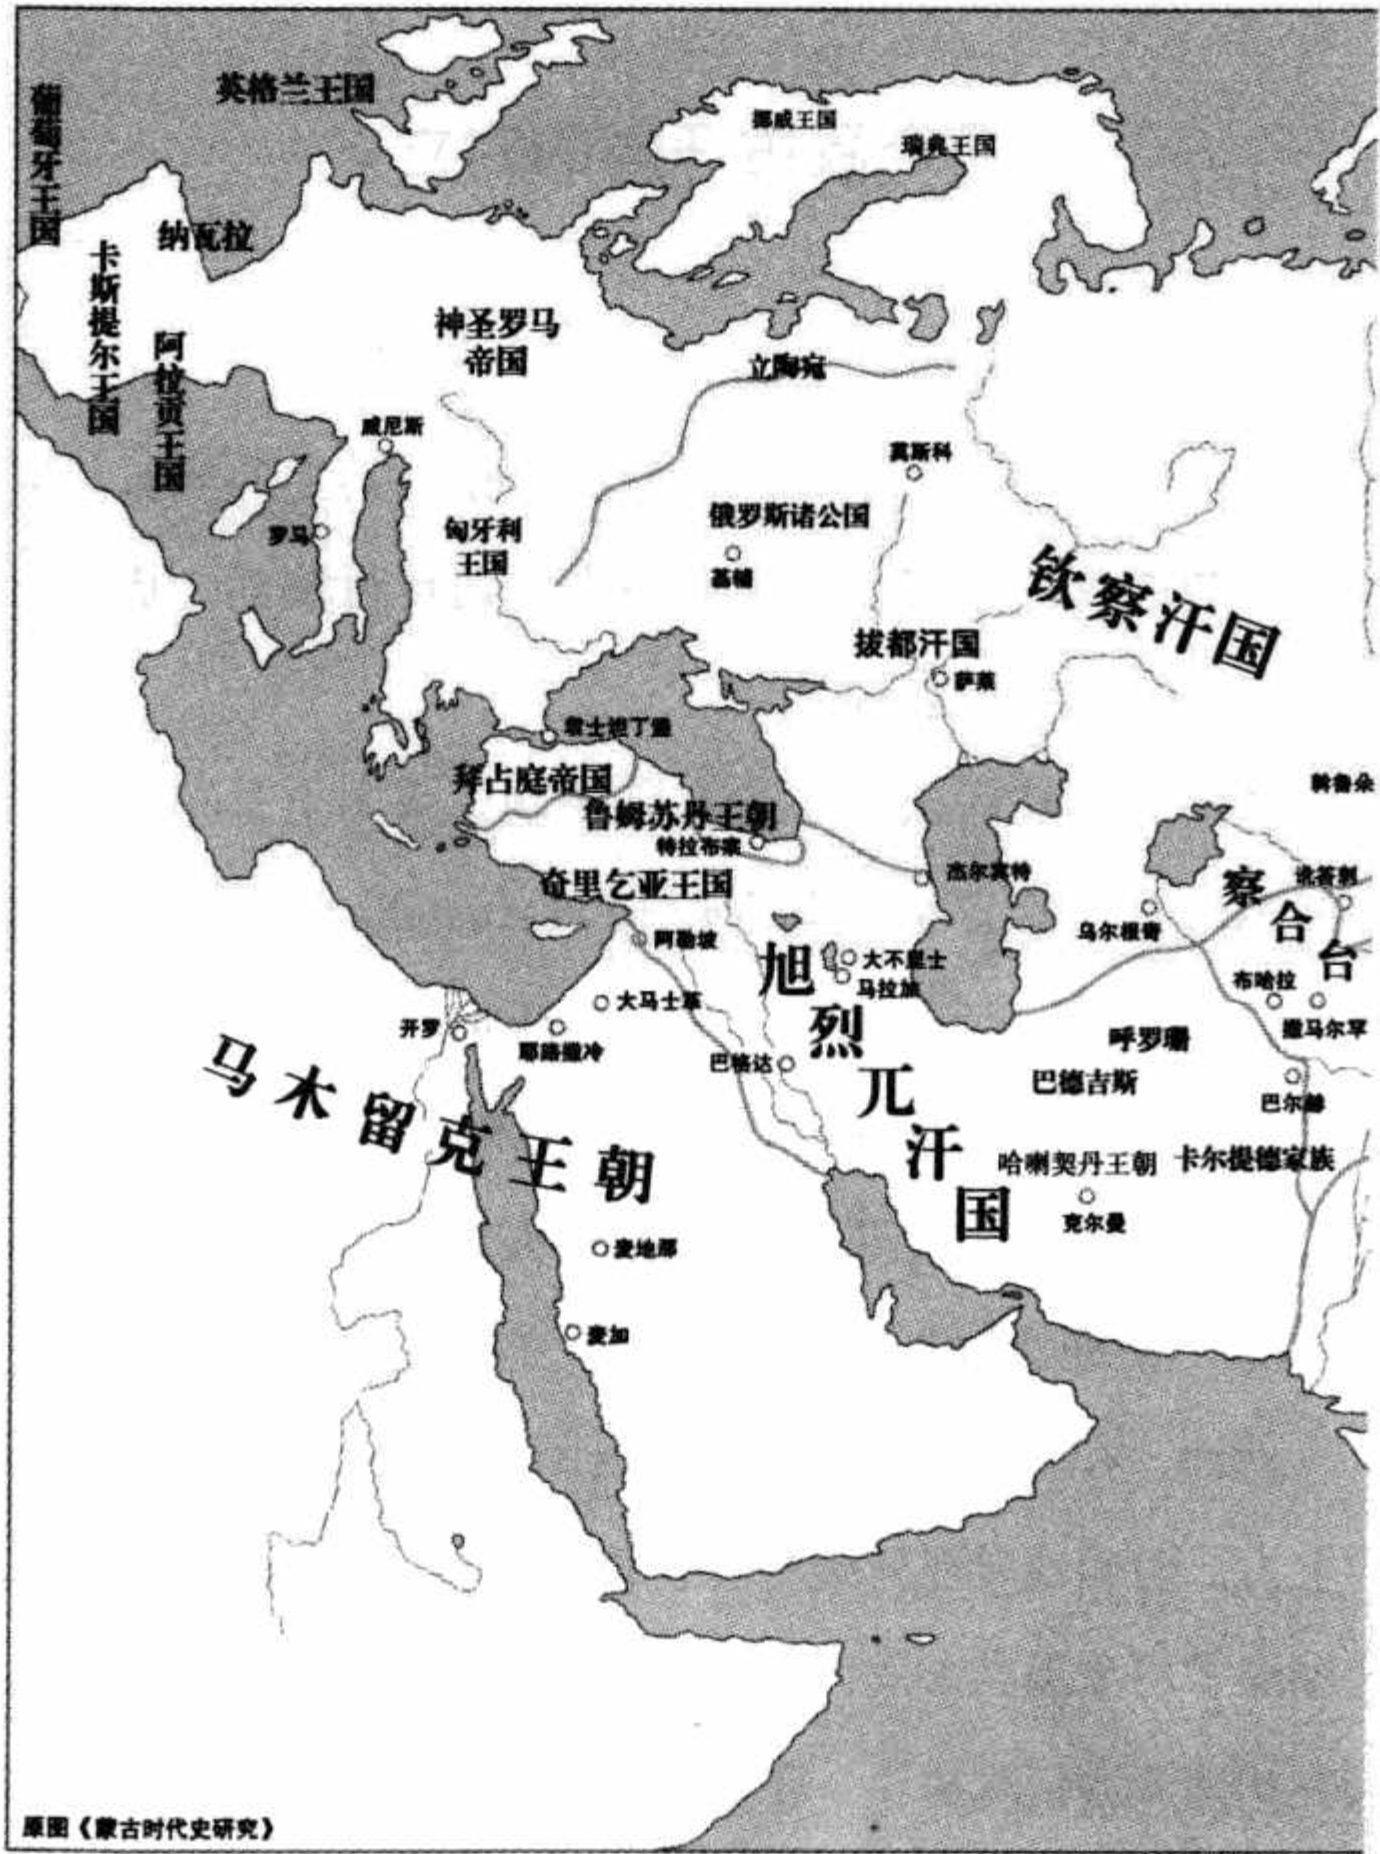 葡萄牙王国
英格兰王国
挪威王国
瑞典王国
纳瓦拉
卡斯提尔王国
阿拉贡王国
神圣罗马
帝国
立陶宛
威尼斯
莫斯科
罗马
匈牙利
王国
俄罗斯诸公国
基辅
钦察汗国
拔都汗国
萨莱
君士坦丁堡
拜占庭帝国
鲁姆苏丹王朝
特拉布宗
斡鲁朵
奇里乞亚王国
杰尔宾特
察合台
讹答剌
乌尔根奇
阿勒坡
旭烈兀汗国
大不里士
马拉加
布哈拉
撒马尔罕
大马士革
开罗
耶路撒冷
呼罗珊
巴格达
巴德吉斯
巴尔赫
马木留克王朝
哈喇契丹王朝
卡尔提德家族
克尔曼
麦地那
麦加
原图《蒙古时代史研究》